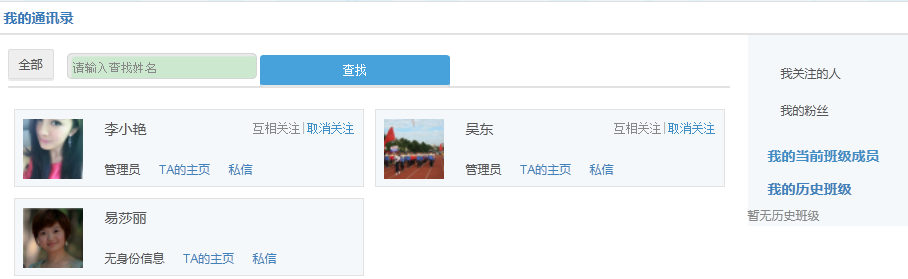 我的通讯录
全部 请输入查找姓名 查找
李小艳 互相关注|取消关注
管理员 TA的主页 私信
吴东 互相关注|取消关注
管理员 TA的主页 私信
易莎丽
无身份信息 TA的主页 私信
我关注的人
我的粉丝
我的当前班级成员
我的历史班级
暂无历史班级